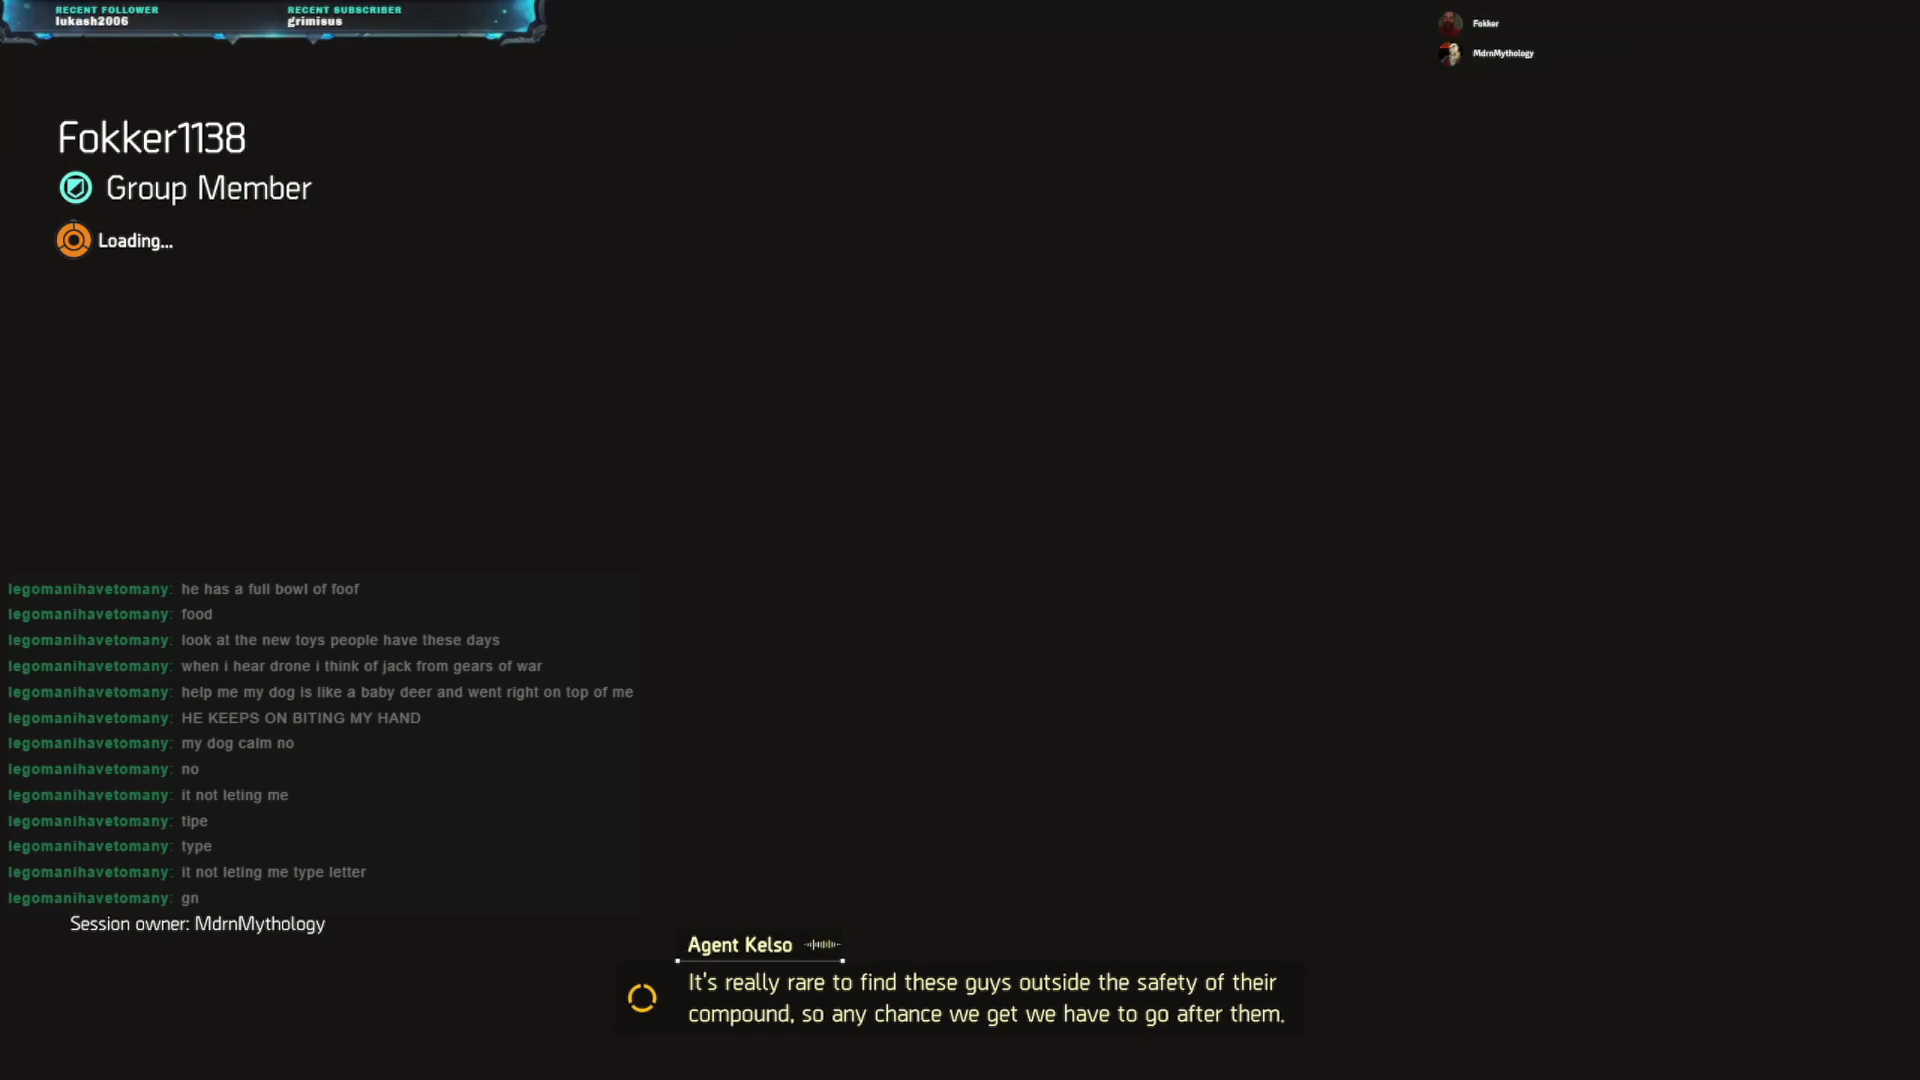 RECENT FOLLOWER
lukash2006
RECENT SUBSCRIBER
grimisus
Fokker
MdrnMythology
Fokker1138
Group Member
Loading...
legomanihavetomany: he has a full bowl of foof
legomanihavetomany: food
legomanihavetomany: look at the new toys people have these days
legomanihavetomany: when i hear drone i think of jack from gears of war
legomanihavetomany: help me my dog is like a baby deer and went right on top of me
legomanihavetomany: HE KEEPS ON BITING MY HAND
legomanihavetomany: my dog calm no
legomanihavetomany: no
legomanihavetomany: it not leting me
legomanihavetomany: tipe
legomanihavetomany: type
legomanihavetomany: it not leting me type letter
legomanihavetomany: gn
Session owner: MdrnMythology
Agent Kelso
It's really rare to find these guys outside the safety of their
compound, so any chance we get we have to go after them.